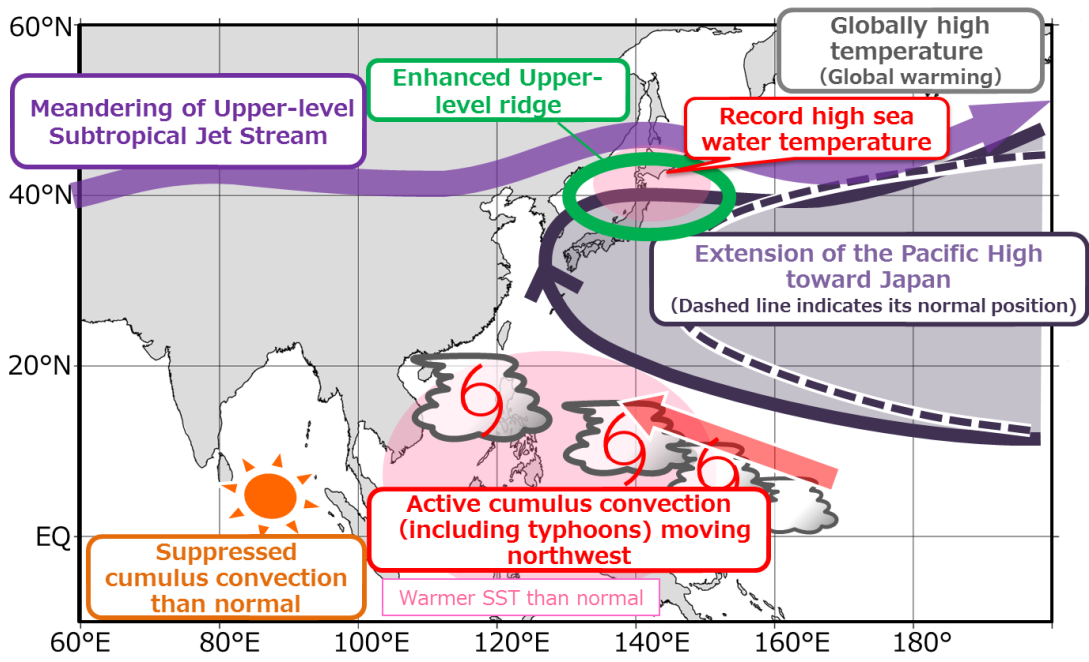 60°N
Globally high
temperature
(Global warming)
Enhanced Upper-
level ridge
Meandering of Upper-level
Subtropical Jet Stream
Record high sea
water temperature
40°N
Extension of the Pacific High
toward Japan
(Dashed line indicates its normal position)
20°N
Active cumulus convection
(including typhoons) moving
northwest
EQ
Suppressed
cumulus convection
than normal
Warmer SST than normal
60°E
80°E
100°E
120°E
140°E
160°E
180°